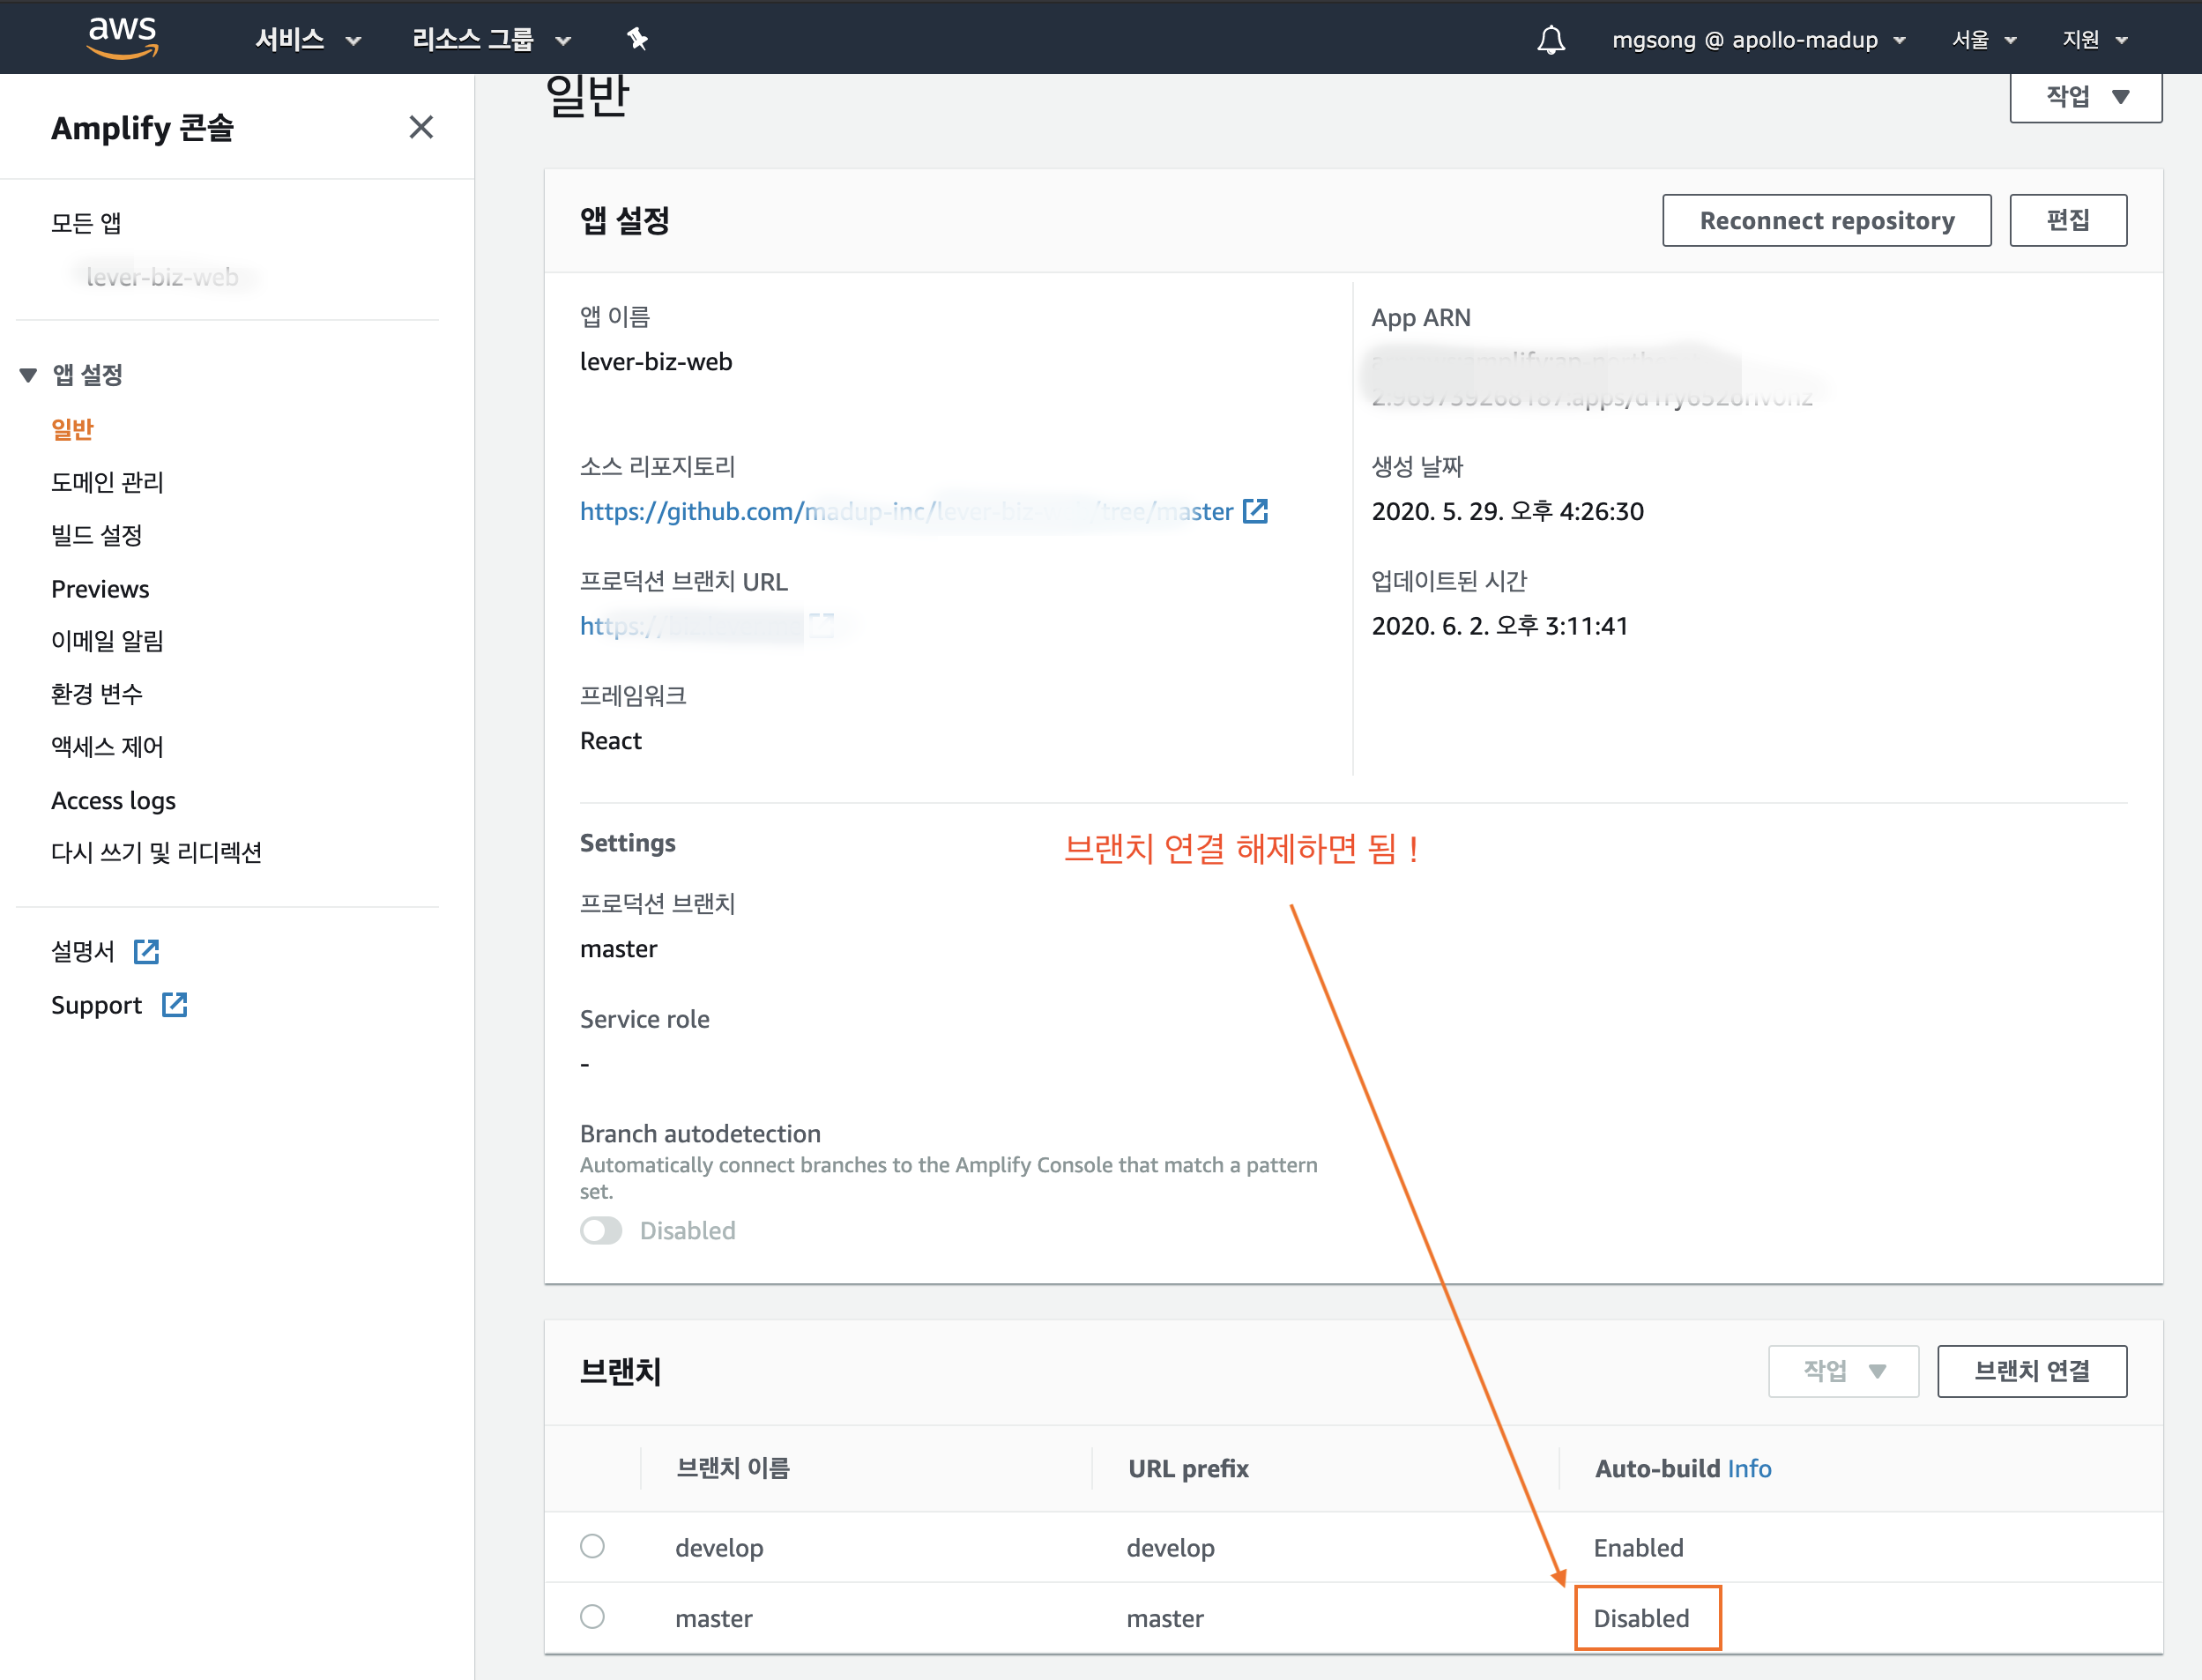 aws 서비스 리소스 그룹 mgsong @ apollo-madup 서울 지원
Amplify 콘솔
모든 앱
lever-biz-web
앱 설정
일반
도메인 관리
빌드 설정
Previews
이메일 알림
환경 변수
액세스 제어
Access logs
다시 쓰기 및 리디렉션
설명서
Support
일반
작업
앱 설정
Reconnect repository
편집
앱 이름
lever-biz-web
App ARN
소스 리포지토리
https://github.com/madup-inc/lever-biz- /tree/master
생성 날짜
2020. 5. 29. 오후 4:26:30
프로덕션 브랜치 URL
https://
업데이트된 시간
2020. 6. 2. 오후 3:11:41
프레임워크
React
Settings
브랜치 연결 해제하면 됨 !
프로덕션 브랜치
master
Service role
-
Branch autodetection
Automatically connect branches to the Amplify Console that match a pattern
set.
Disabled
브랜치
작업
브랜치 연결
브랜치 이름 URL prefix Auto-build Info
develop develop Enabled
master master Disabled